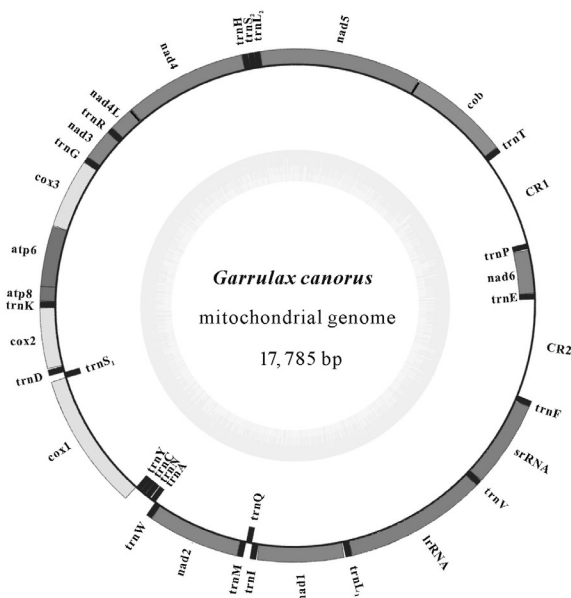 Garrulax canorus
mitochondrial genome
17,785 bp
trnH
trnS₂
trnL₂
nad5
cob
trnT
CR1
trnP
nad6
trnE
CR2
trnF
srRNA
trnV
lrRNA
trnL₁
nad1
trnI
trnQ
trnM
nad2
trnW
trnA
trnN
trnC
trnY
cox1
trnS₁
trnD
cox2
trnK
atp8
atp6
cox3
trnG
nad3
trnR
nad4L
nad4